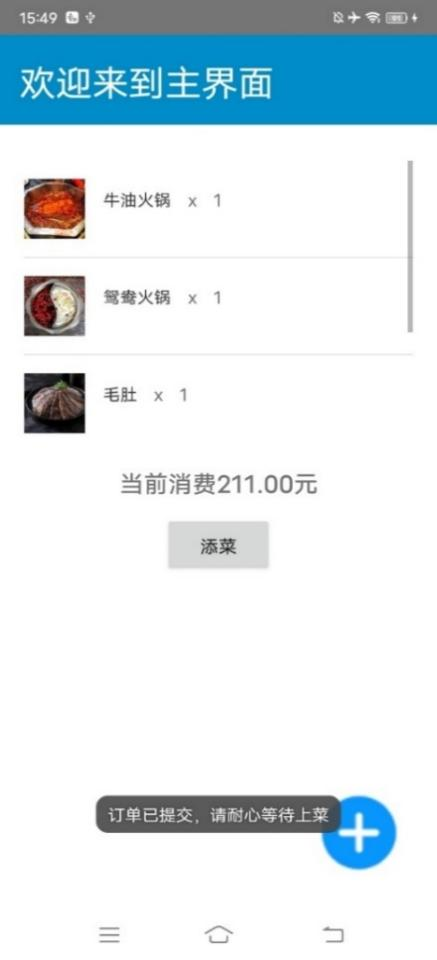 15:49
欢迎来到主界面
牛油火锅 x 1
鸳鸯火锅 x 1
毛肚 x 1
当前消费211.00元
添菜
订单已提交，请耐心等待上菜